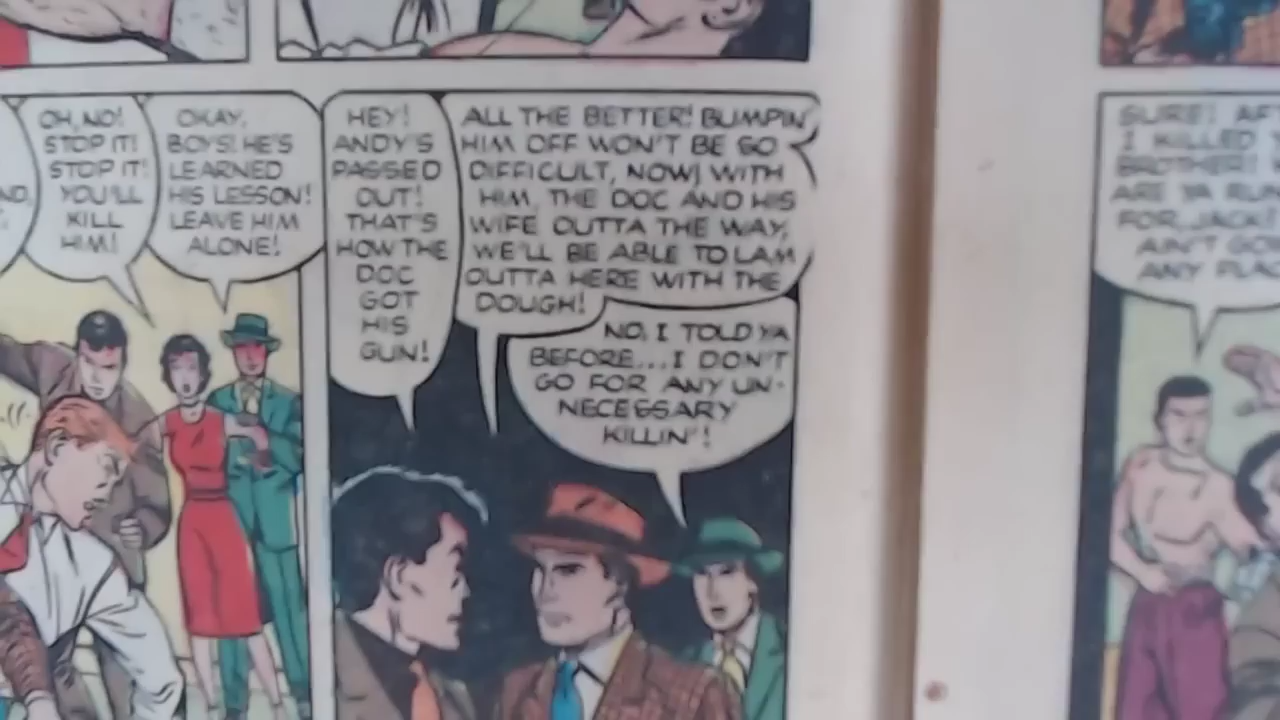 OH, NO!
STOP IT!
STOP IT!
YOU'LL
KILL
HIM!
OKAY,
BOYS! HE'S
LEARNED
HIS LESSON!
LEAVE HIM
ALONE!
HEY!
ANDY'S
PASSED
OUT!
THAT'S
HOW THE
DOC
GOT
HIS
GUN!
ALL THE BETTER! BUMPIN'
HIM OFF WON'T BE SO
DIFFICULT, NOW! WITH
HIM, THE DOC AND HIS
WIFE OUTTA THE WAY,
WE'LL BE ABLE TO LAM
OUTTA HERE WITH THE
DOUGH!
NO, I TOLD YA
BEFORE...I DON'T
GO FOR ANY UN-
NECESSARY
KILLIN'!
SURE!
I KILLED
BROTHER!
ARE YA
FOR, JACK!
AIN'T
ANY